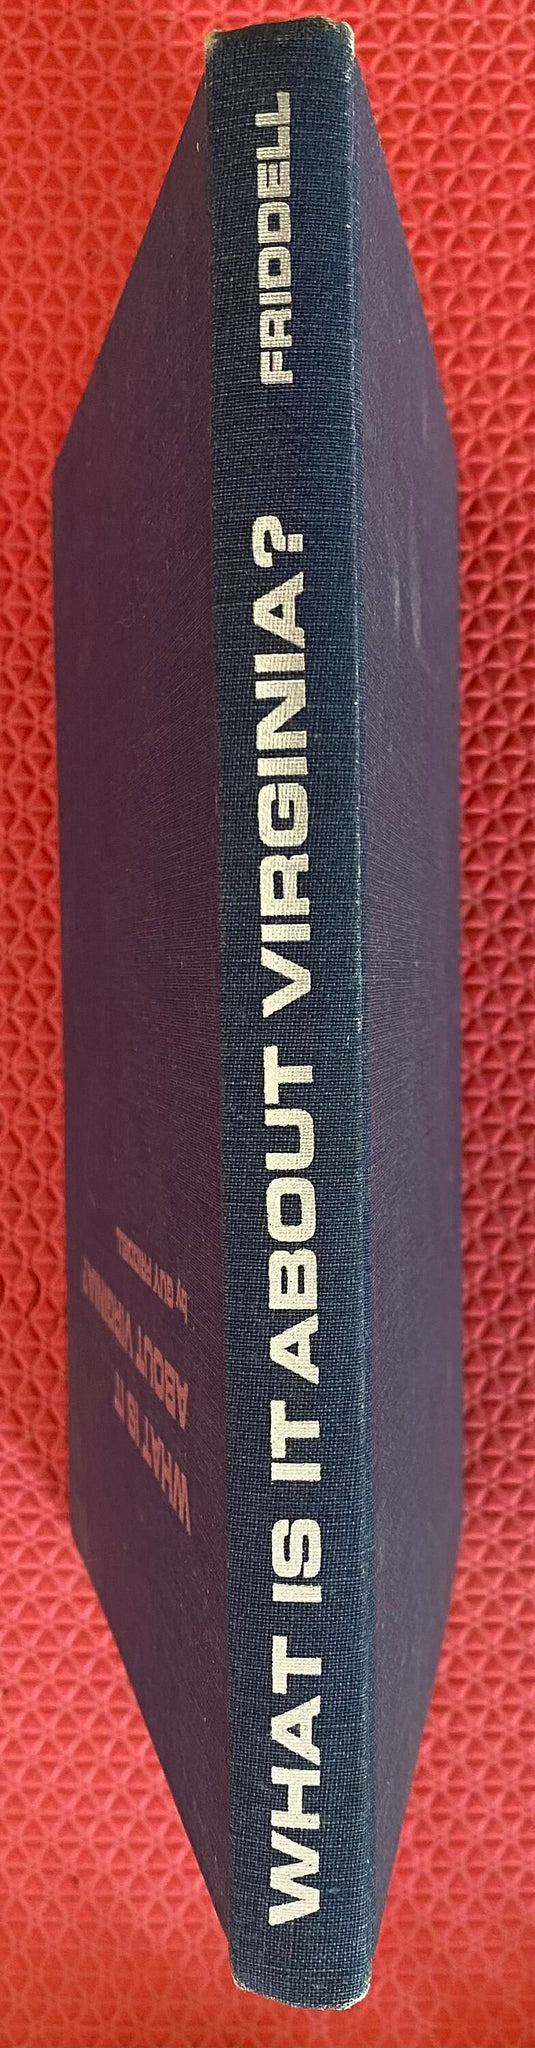 WHAT IS IT ABOUT VIRGINIA?
FRIDDELL
WHAT IS IT
ABOUT VIRGINIA?
by GUY FRIDDELL